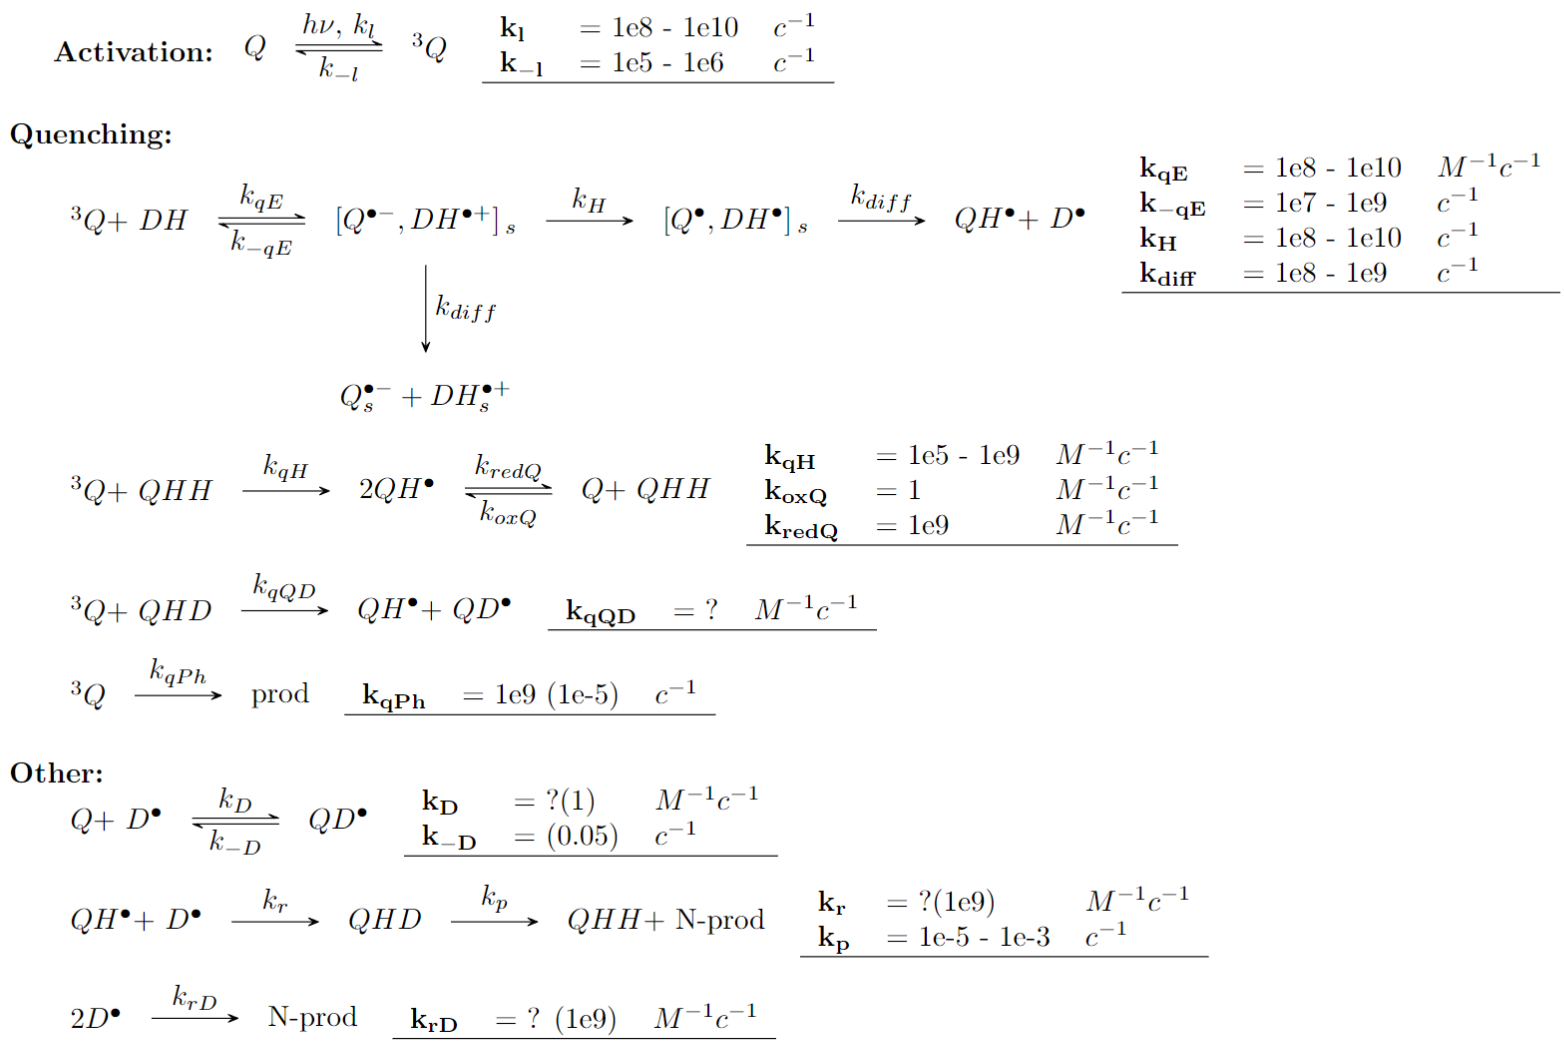 Activation: Q ⇌ ³Q hν, k_l k_{−l}
k_l = 1e8 - 1e10 c⁻¹
k_{−l} = 1e5 - 1e6 c⁻¹
Quenching:
³Q+ DH ⇌ [Q•⁻, DH•⁺]_s → [Q•, DH•]_s → QH•+ D• k_{qE} k_{−qE} k_H k_{diff}
k_{qE} = 1e8 - 1e10 M⁻¹c⁻¹
k_{−qE} = 1e7 - 1e9 c⁻¹
k_H = 1e8 - 1e10 c⁻¹
k_{diff} = 1e8 - 1e9 c⁻¹
k_{diff}
Q_s•⁻ + DH_s•⁺
³Q+ QHH → 2QH• ⇌ Q+ QHH k_{qH} k_{redQ} k_{oxQ}
k_{qH} = 1e5 - 1e9 M⁻¹c⁻¹
k_{oxQ} = 1 M⁻¹c⁻¹
k_{redQ} = 1e9 M⁻¹c⁻¹
³Q+ QHD → QH•+ QD• k_{qQD}
k_{qQD} = ? M⁻¹c⁻¹
³Q → prod k_{qPh}
k_{qPh} = 1e9 (1e-5) c⁻¹
Other:
Q+ D• ⇌ QD• k_D k_{−D}
k_D = ?(1) M⁻¹c⁻¹
k_{−D} = (0.05) c⁻¹
QH•+ D• → QHD → QHH+ N-prod k_r k_p
k_r = ?(1e9) M⁻¹c⁻¹
k_p = 1e-5 - 1e-3 c⁻¹
2D• → N-prod k_{rD}
k_{rD} = ? (1e9) M⁻¹c⁻¹